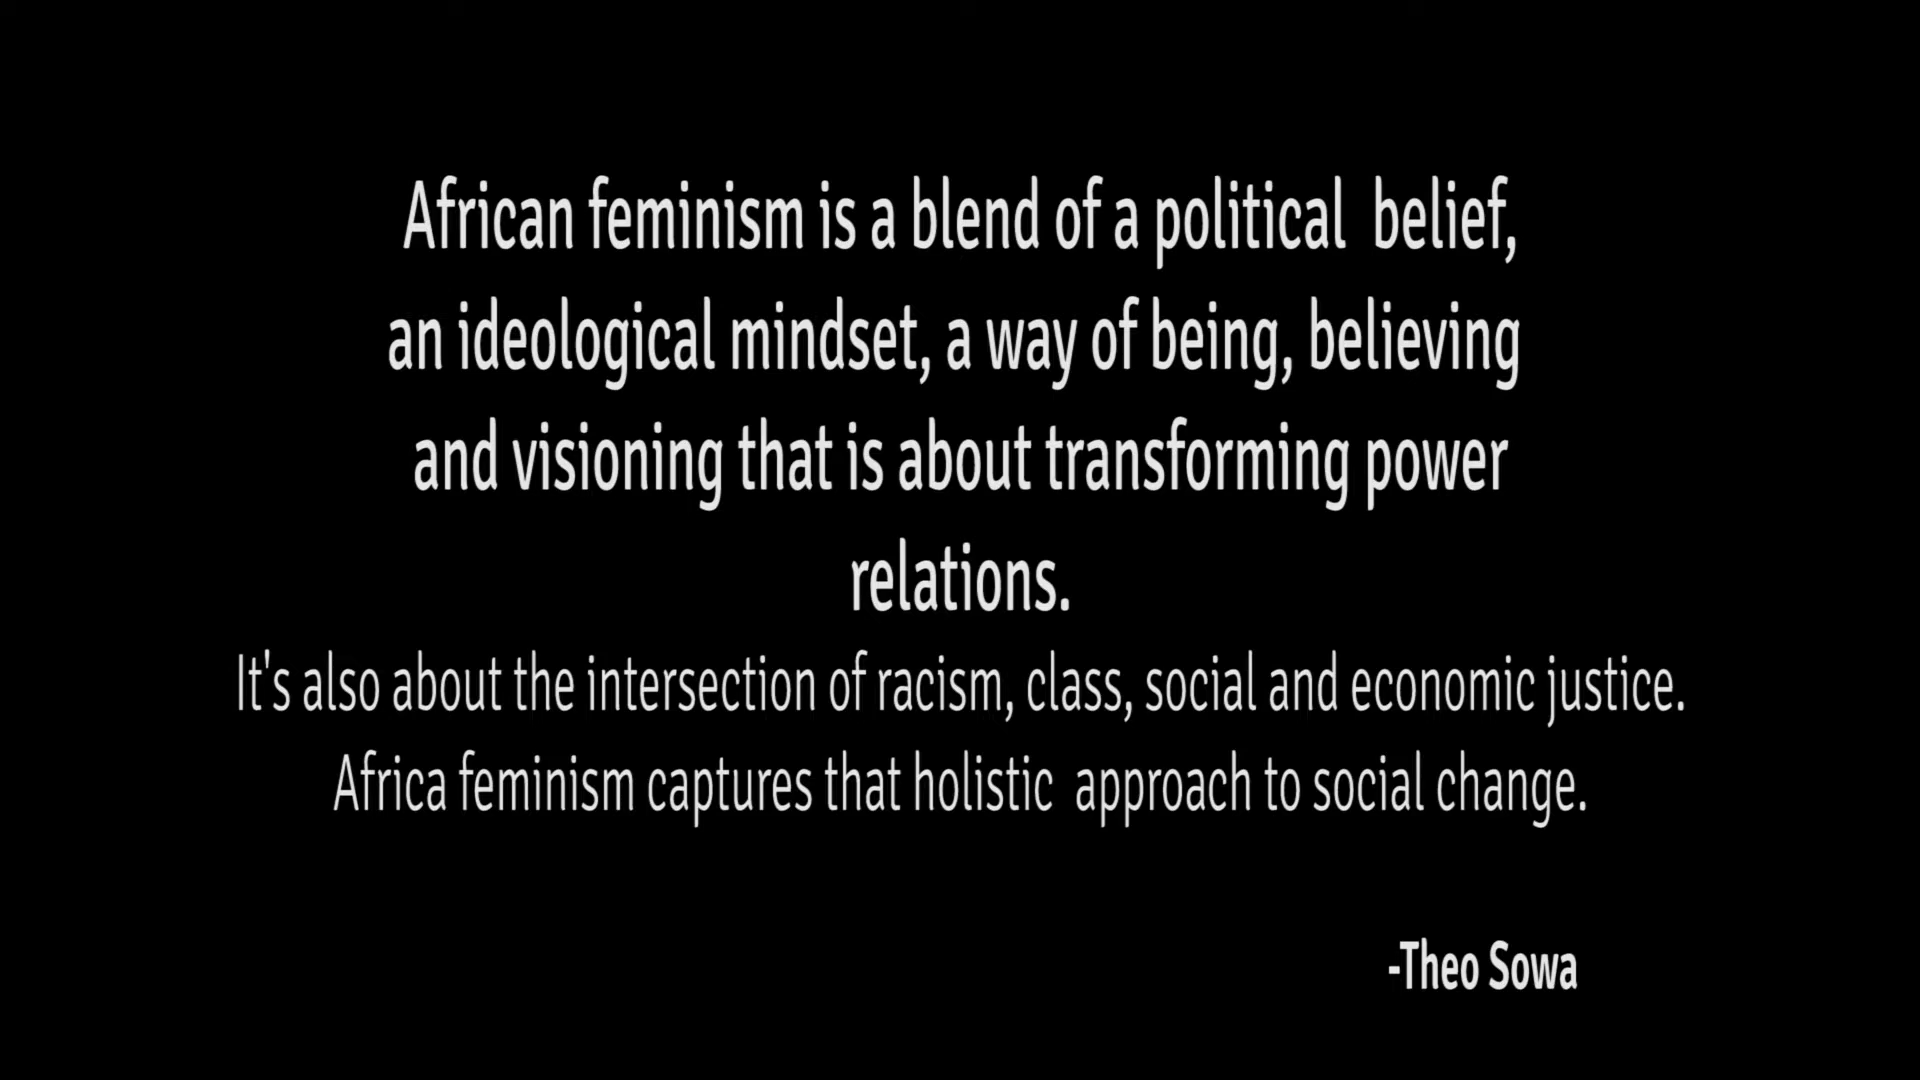 African feminism is a blend of a political  belief,
an ideological mindset, a way of being, believing
and visioning that is about transforming power
relations.
It's also about the intersection of racism, class, social and economic justice.
Africa feminism captures that holistic  approach to social change.
-Theo Sowa